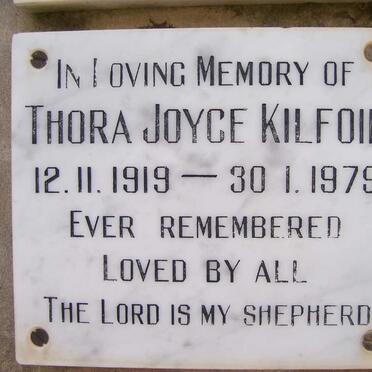 IN LOVING MEMORY OF
THORA JOYCE KILFOIL
12.11.1919 — 30 1.1979
EVER REMEMBERED
LOVED BY ALL
THE LORD IS MY SHEPHERD